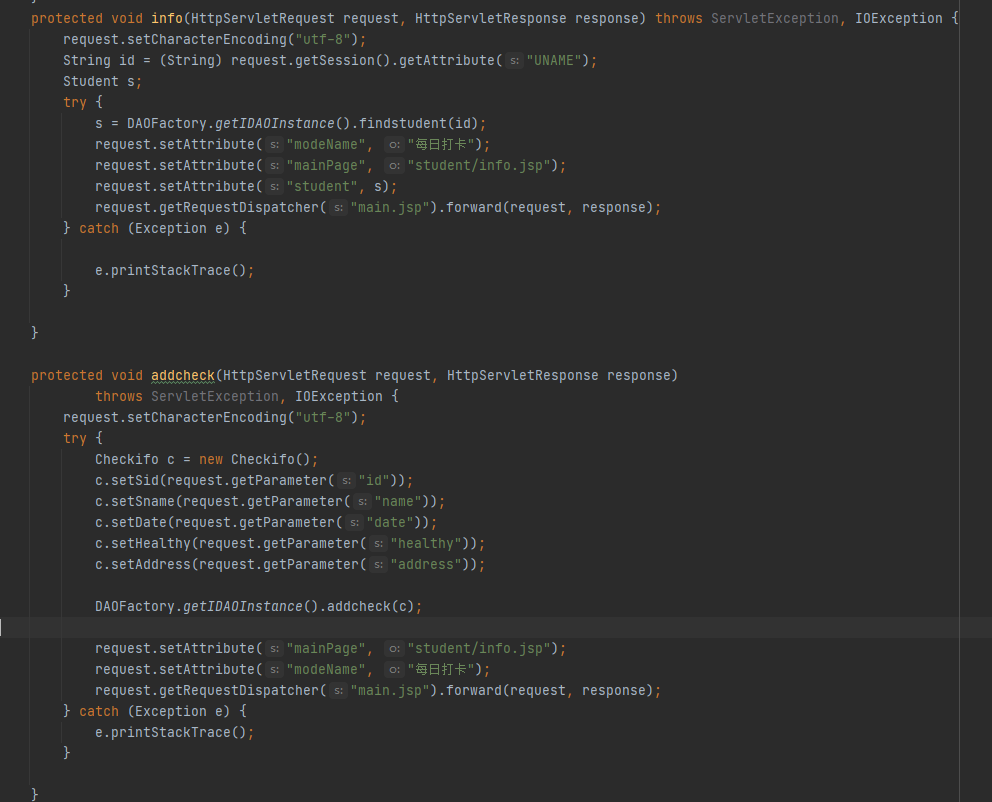 }
protected void info(HttpServletRequest request, HttpServletResponse response) throws ServletException, IOException {
request.setCharacterEncoding("utf-8");
String id = (String) request.getSession().getAttribute( s: "UNAME");
Student s;
try {
s = DAOFactory.getIDAOInstance().findstudent(id);
request.setAttribute( s: "modeName", o: "每日打卡");
request.setAttribute( s: "mainPage", o: "student/info.jsp");
request.setAttribute( s: "student", s);
request.getRequestDispatcher( s: "main.jsp").forward(request, response);
} catch (Exception e) {
e.printStackTrace();
}
}
protected void addcheck(HttpServletRequest request, HttpServletResponse response)
throws ServletException, IOException {
request.setCharacterEncoding("utf-8");
try {
Checkifo c = new Checkifo();
c.setSid(request.getParameter( s: "id"));
c.setSname(request.getParameter( s: "name"));
c.setDate(request.getParameter( s: "date"));
c.setHealthy(request.getParameter( s: "healthy"));
c.setAddress(request.getParameter( s: "address"));
DAOFactory.getIDAOInstance().addcheck(c);
request.setAttribute( s: "mainPage", o: "student/info.jsp");
request.setAttribute( s: "modeName", o: "每日打卡");
request.getRequestDispatcher( s: "main.jsp").forward(request, response);
} catch (Exception e) {
e.printStackTrace();
}
}